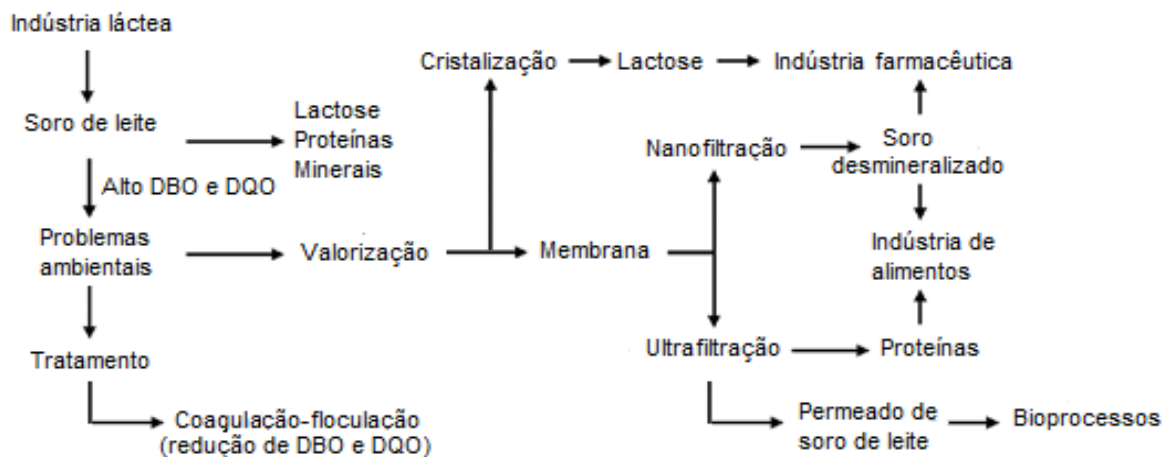 Indústria láctea
Cristalização
Lactose
Indústria farmacêutica
Soro de leite
Lactose
Proteínas
Minerais
Nanofiltração
Soro
desmineralizado
Alto DBO e DQO
Problemas
ambientais
Valorização
Membrana
Indústria de
alimentos
Tratamento
Ultrafiltração
Proteínas
Coagulação-floculação
(redução de DBO e DQO)
Permeado de
soro de leite
Bioprocessos